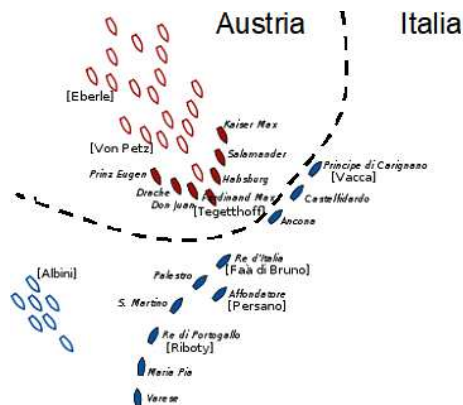 Austria
Italia
[Eberle]
Kaiser Max
[Von Petz]
Salamander
Principe di Carignano
[Vacca]
Prinz Eugen
Habsburg
Drache
Don Juan
Ferdinand Max
[Tegetthoff]
Castelfidardo
Ancona
Re d'Italia
[Faà di Bruno]
[Albini]
Palestro
Affondatore
[Persano]
S. Martino
Re di Portogallo
[Riboty]
Maria Pia
Varese